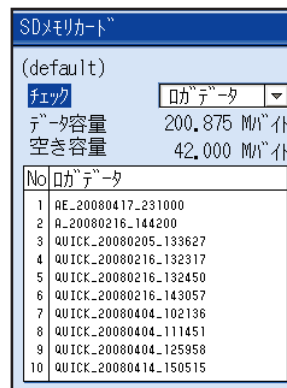 SDﾒﾓﾘｶｰﾄﾞ
(default)
ﾁｪｯｸ ﾛｶﾞﾃﾞｰﾀ
ﾃﾞｰﾀ容量 200.875 Mﾊﾞｲﾄ
空き容量 42.000 Mﾊﾞｲﾄ
No ﾛｶﾞﾃﾞｰﾀ
1 AE_20080417_231000
2 A_20080216_144200
3 QUICK_20080205_133627
4 QUICK_20080216_132317
5 QUICK_20080216_132450
6 QUICK_20080216_143057
7 QUICK_20080404_102136
8 QUICK_20080404_111451
9 QUICK_20080404_125958
10 QUICK_20080414_150515